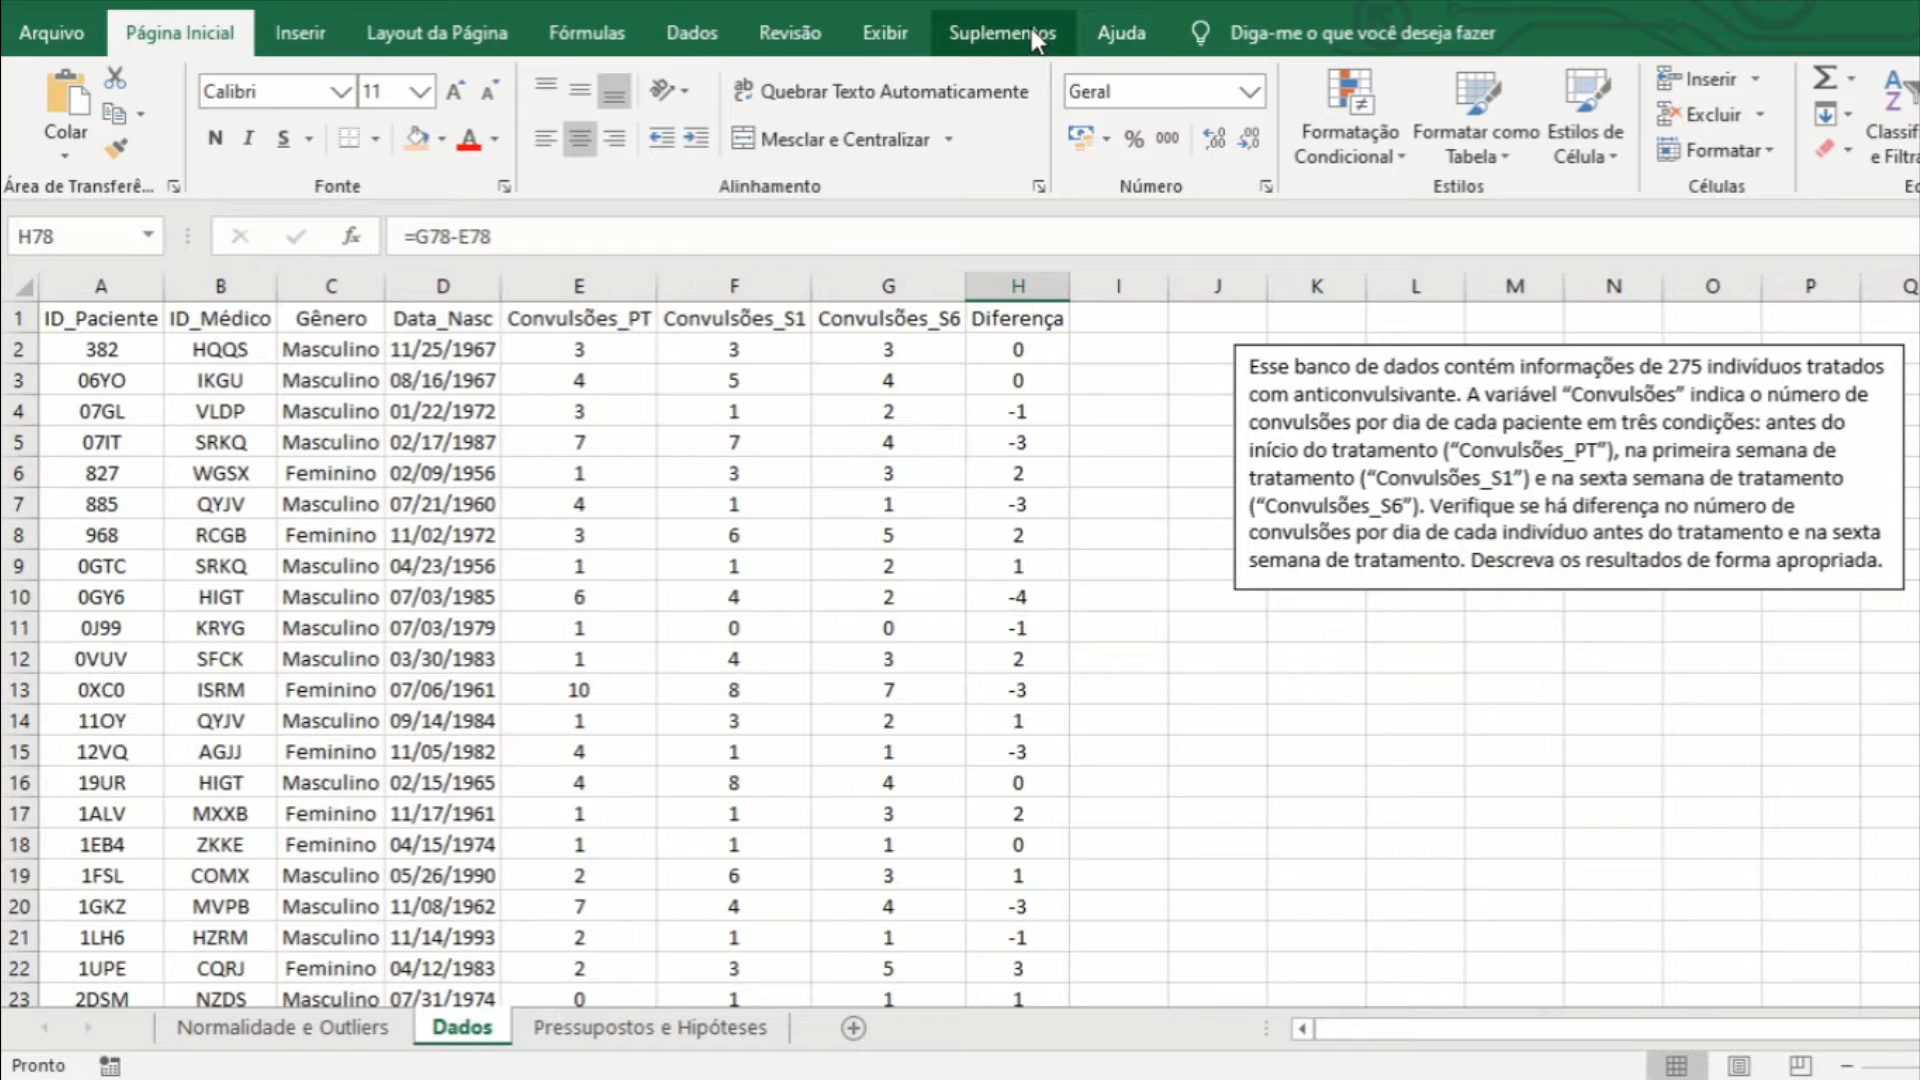 Arquivo Página Inicial Inserir Layout da Página Fórmulas Dados Revisão Exibir Suplementos Ajuda Diga-me o que você deseja fazer
Colar
Calibri 11
N I S A
ab Quebrar Texto Automaticamente
Mesclar e Centralizar
Geral
% 000
Formatação Condicional
Formatar como Tabela
Estilos de Célula
Inserir
Excluir
Formatar
Σ
Área de Transferê... Fonte Alinhamento Número Estilos Células
H78 fx =G78-E78
A B C D E F G H I J K L M N O P Q
1 ID_Paciente ID_Médico Gênero Data_Nasc Convulsões_PT Convulsões_S1 Convulsões_S6 Diferença
2 382 HQQS Masculino 11/25/1967 3 3 3 0
3 06YO IKGU Masculino 08/16/1967 4 5 4 0
4 07GL VLDP Masculino 01/22/1972 3 1 2 -1
5 07IT SRKQ Masculino 02/17/1987 7 7 4 -3
6 827 WGSX Feminino 02/09/1956 1 3 3 2
7 885 QYJV Masculino 07/21/1960 4 1 1 -3
8 968 RCGB Feminino 11/02/1972 3 6 5 2
9 0GTC SRKQ Masculino 04/23/1956 1 1 2 1
10 0GY6 HIGT Masculino 07/03/1985 6 4 2 -4
11 0J99 KRYG Masculino 07/03/1979 1 0 0 -1
12 0VUV SFCK Masculino 03/30/1983 1 4 3 2
13 0XC0 ISRM Feminino 07/06/1961 10 8 7 -3
14 11OY QYJV Masculino 09/14/1984 1 3 2 1
15 12VQ AGJJ Feminino 11/05/1982 4 1 1 -3
16 19UR HIGT Masculino 02/15/1965 4 8 4 0
17 1ALV MXXB Feminino 11/17/1961 1 1 3 2
18 1EB4 ZKKE Feminino 04/15/1974 1 1 1 0
19 1FSL COMX Masculino 05/26/1990 2 6 3 1
20 1GKZ MVPB Masculino 11/08/1962 7 4 4 -3
21 1LH6 HZRM Masculino 11/14/1993 2 1 1 -1
22 1UPE CQRJ Feminino 04/12/1983 2 3 5 3
23 2DSM NZDS Masculino 07/31/1974 0 1 1 1
Esse banco de dados contém informações de 275 indivíduos tratados
com anticonvulsivante. A variável “Convulsões” indica o número de
convulsões por dia de cada paciente em três condições: antes do
início do tratamento (“Convulsões_PT”), na primeira semana de
tratamento (“Convulsões_S1”) e na sexta semana de tratamento
(“Convulsões_S6”). Verifique se há diferença no número de
convulsões por dia de cada indivíduo antes do tratamento e na sexta
semana de tratamento. Descreva os resultados de forma apropriada.
Normalidade e Outliers Dados Pressupostos e Hipóteses
Pronto